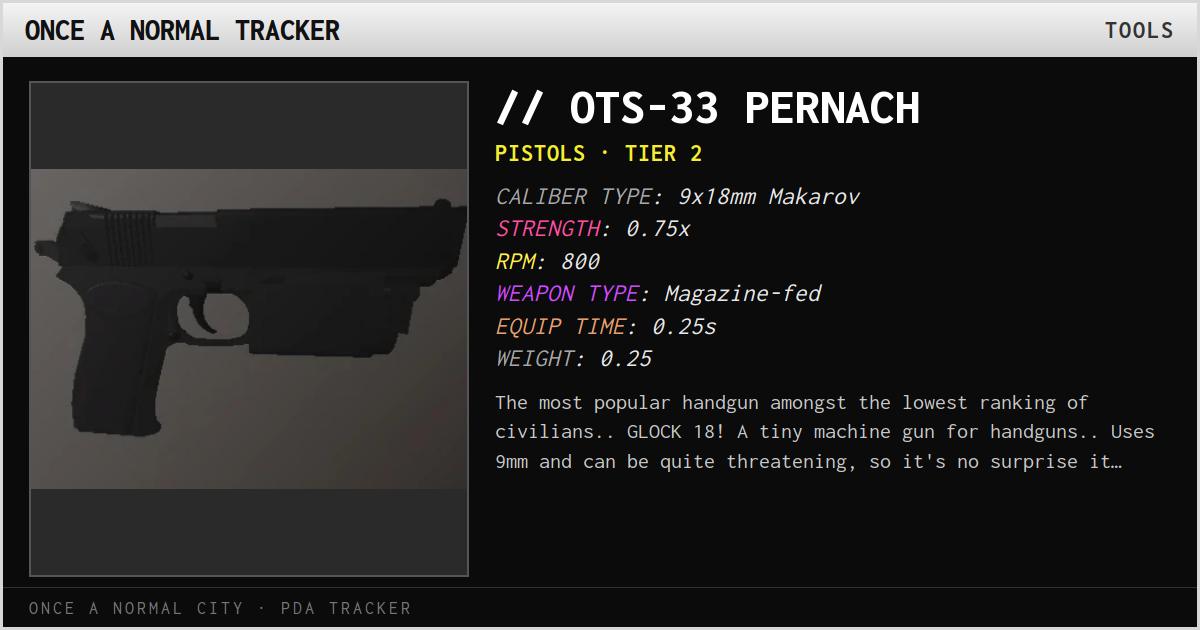 ONCE A NORMAL TRACKER
TOOLS
// OTS-33 PERNACH
PISTOLS · TIER 2
CALIBER TYPE: 9x18mm Makarov
STRENGTH: 0.75x
RPM: 800
WEAPON TYPE: Magazine-fed
EQUIP TIME: 0.25s
WEIGHT: 0.25
The most popular handgun amongst the lowest ranking of
civilians.. GLOCK 18! A tiny machine gun for handguns.. Uses
9mm and can be quite threatening, so it's no surprise it…
ONCE A NORMAL CITY · PDA TRACKER